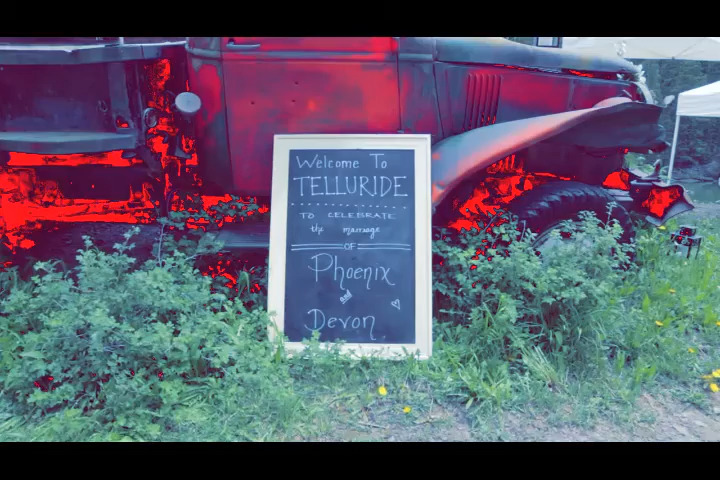 Welcome To
TELLURIDE
TO CELEBRATE
the marriage
OF
Phoenix
and
Devon